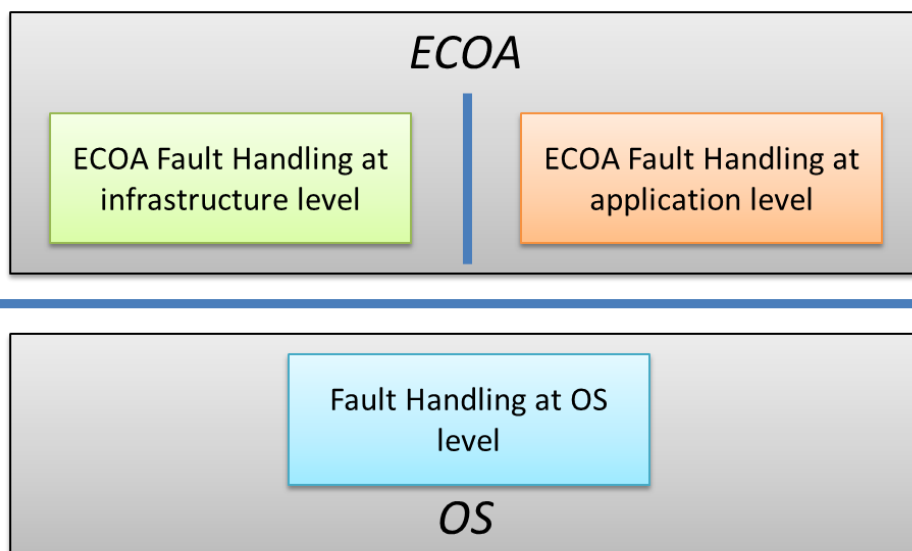 ECOA
ECOA Fault Handling at
infrastructure level
ECOA Fault Handling at
application level
Fault Handling at OS
level
OS